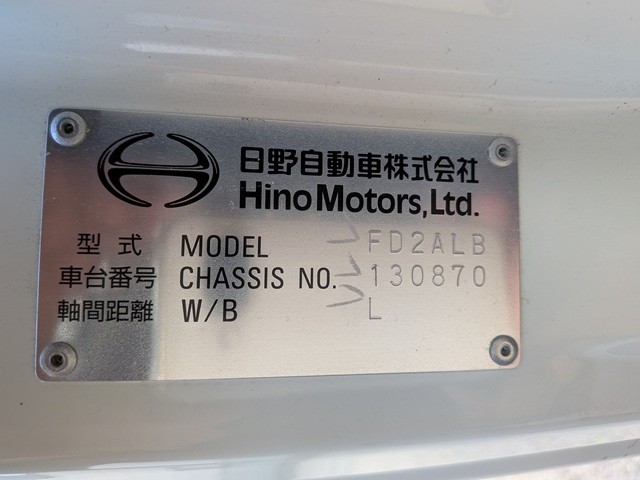 日野自動車株式会社
Hino Motors, Ltd.
型式 MODEL FD2ALB
車台番号 CHASSIS NO. 130870
軸間距離 W/B L